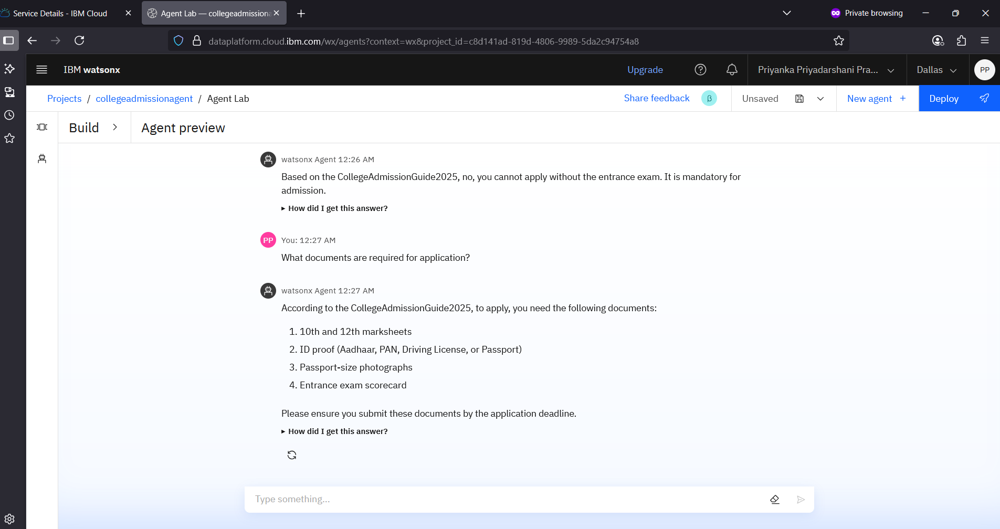 Service Details - IBM Cloud
Agent Lab — collegeadmission
Private browsing
dataplatform.cloud.ibm.com/wx/agents?context=wx&project_id=c8d141ad-819d-4806-9989-5da2c94754a8
IBM watsonx
Upgrade
Priyanka Priyadarshani Pra...
Dallas
PP
Projects / collegeadmissionagent / Agent Lab
Share feedback
β
Unsaved
New agent +
Deploy
Build
Agent preview
watsonx Agent 12:26 AM
Based on the CollegeAdmissionGuide2025, no, you cannot apply without the entrance exam. It is mandatory for
admission.
How did I get this answer?
PP
You: 12:27 AM
What documents are required for application?
watsonx Agent 12:27 AM
According to the CollegeAdmissionGuide2025, to apply, you need the following documents:
1. 10th and 12th marksheets
2. ID proof (Aadhaar, PAN, Driving License, or Passport)
3. Passport-size photographs
4. Entrance exam scorecard
Please ensure you submit these documents by the application deadline.
How did I get this answer?
Type something...